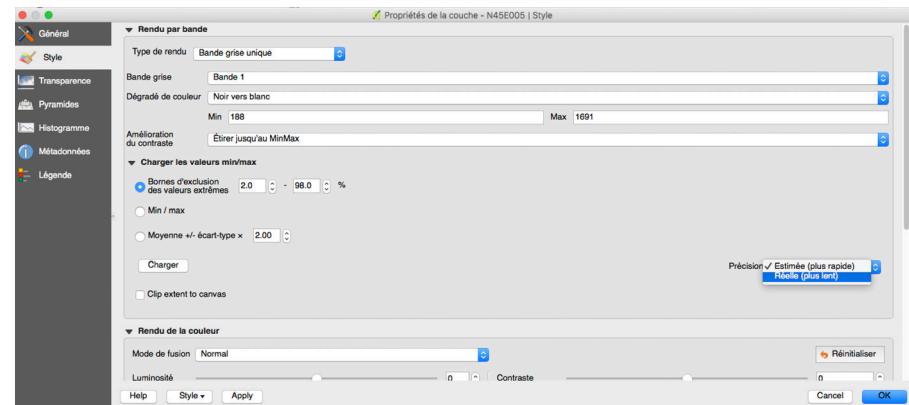 Propriétés de la couche - N45E005 | Style
Général
Style
Transparence
Pyramides
Histogramme
Métadonnées
Légende
Rendu par bande
Type de rendu Bande grise unique
Bande grise Bande 1
Dégradé de couleur Noir vers blanc
Min 188 Max 1691
Amélioration
du contraste Étirer jusqu'au MinMax
Charger les valeurs min/max
Bornes d'exclusion
des valeurs extrêmes 2.0 - 98.0 %
Min / max
Moyenne +/- écart-type × 2.00
Charger
Précision ✓ Estimée (plus rapide)
Réelle (plus lent)
Clip extent to canvas
Rendu de la couleur
Mode de fusion Normal Réinitialiser
Luminosité 0 Contraste 0
Help Style Apply Cancel OK